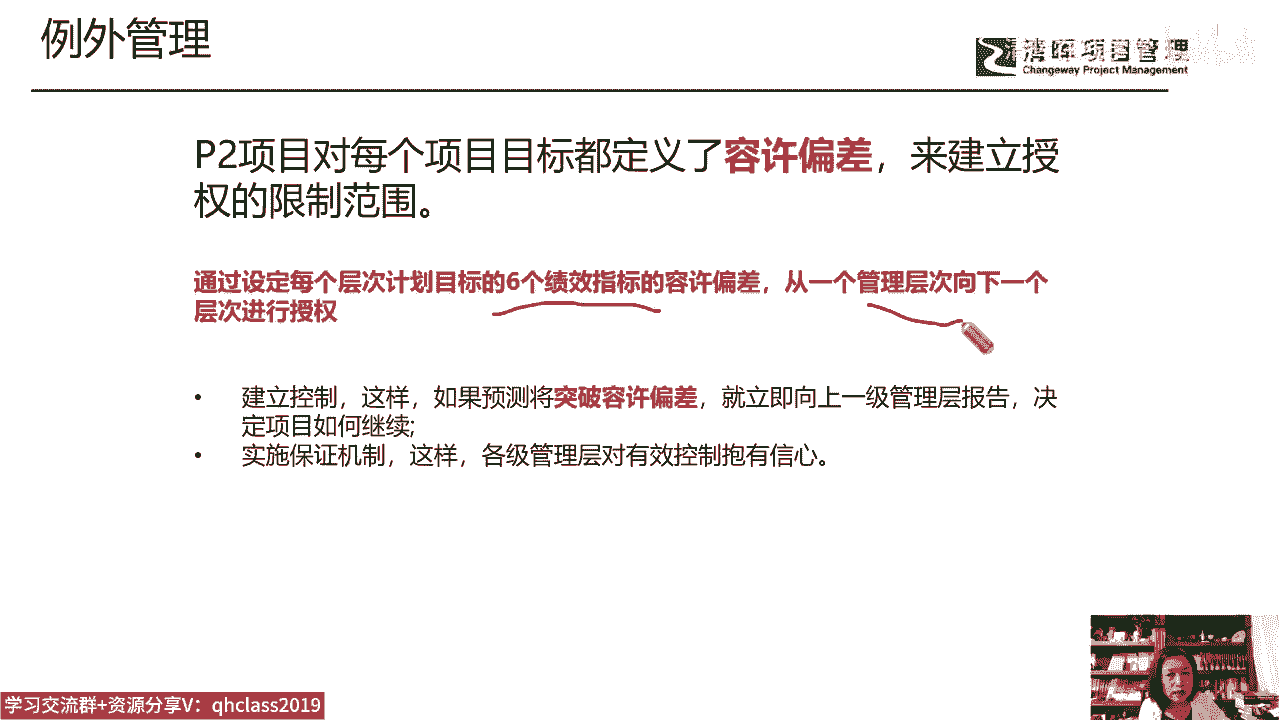 例外管理
清晖项目管理
Changeway Project Management
P2项目对每个项目目标都定义了容许偏差，来建立授
权的限制范围。
通过设定每个层次计划目标的6个绩效指标的容许偏差，从一个管理层次向下一个
层次进行授权
• 建立控制，这样，如果预测将突破容许偏差，就立即向上一级管理层报告，决
定项目如何继续;
• 实施保证机制，这样，各级管理层对有效控制抱有信心。
学习交流群+资源分享V：qhclass2019